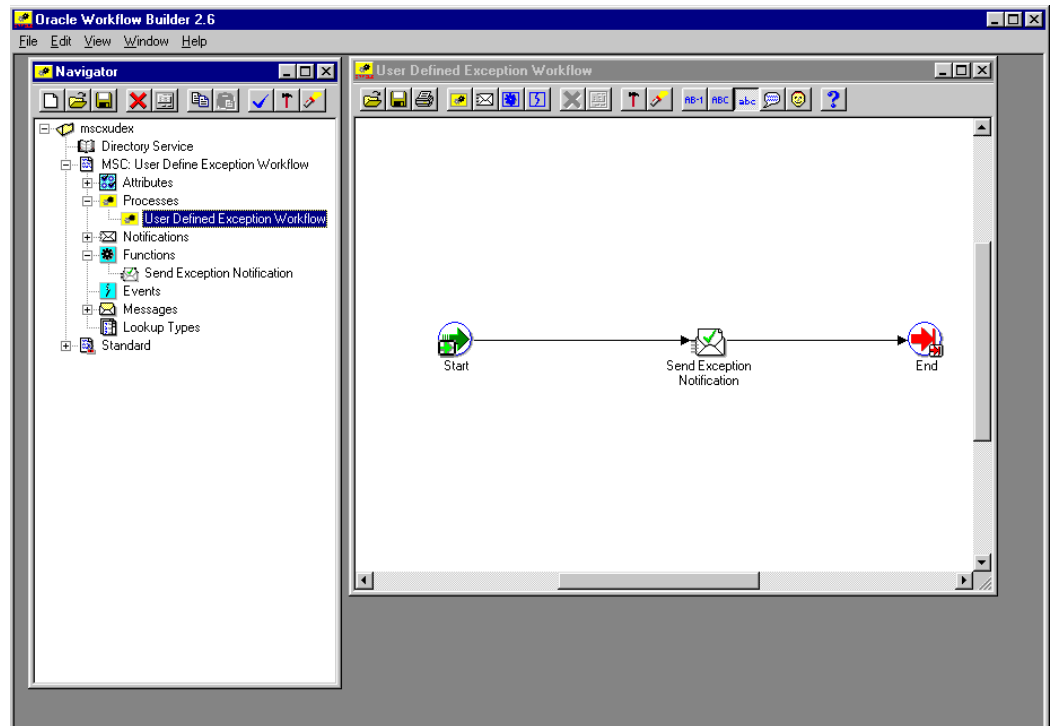 Oracle Workflow Builder 2.6
File Edit View Window Help
Navigator
mscxudex
Directory Service
MSC: User Define Exception Workflow
Attributes
Processes
User Defined Exception Workflow
Notifications
Functions
Send Exception Notification
Events
Messages
Lookup Types
Standard
User Defined Exception Workflow
AB-1 ABC abc ?
Start
Send Exception
Notification
End